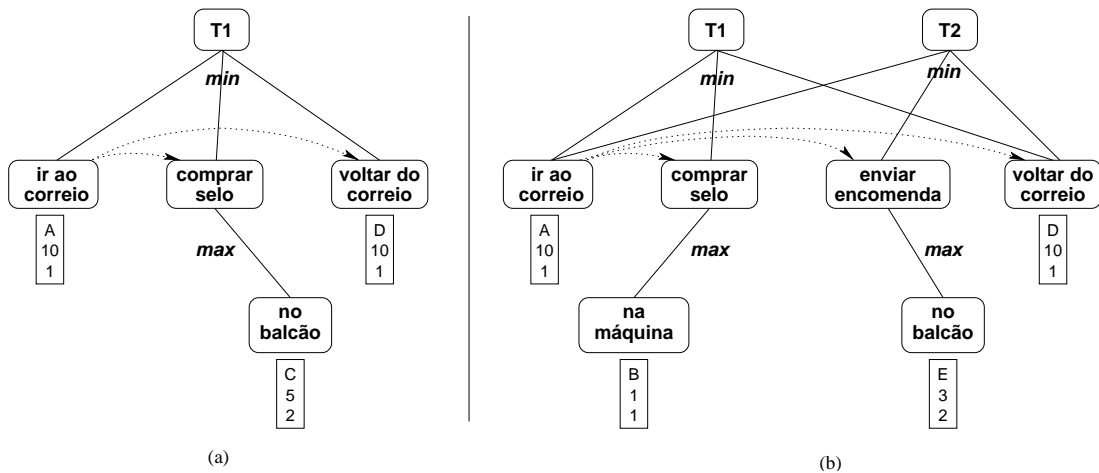 T1
min
ir ao
correio
comprar
selo
voltar do
correio
A
10
1
D
10
1
max
no
balcão
C
5
2
(a)
T1
T2
min
min
ir ao
correio
comprar
selo
enviar
encomenda
voltar do
correio
A
10
1
D
10
1
max
max
na
máquina
no
balcão
B
1
1
E
3
2
(b)